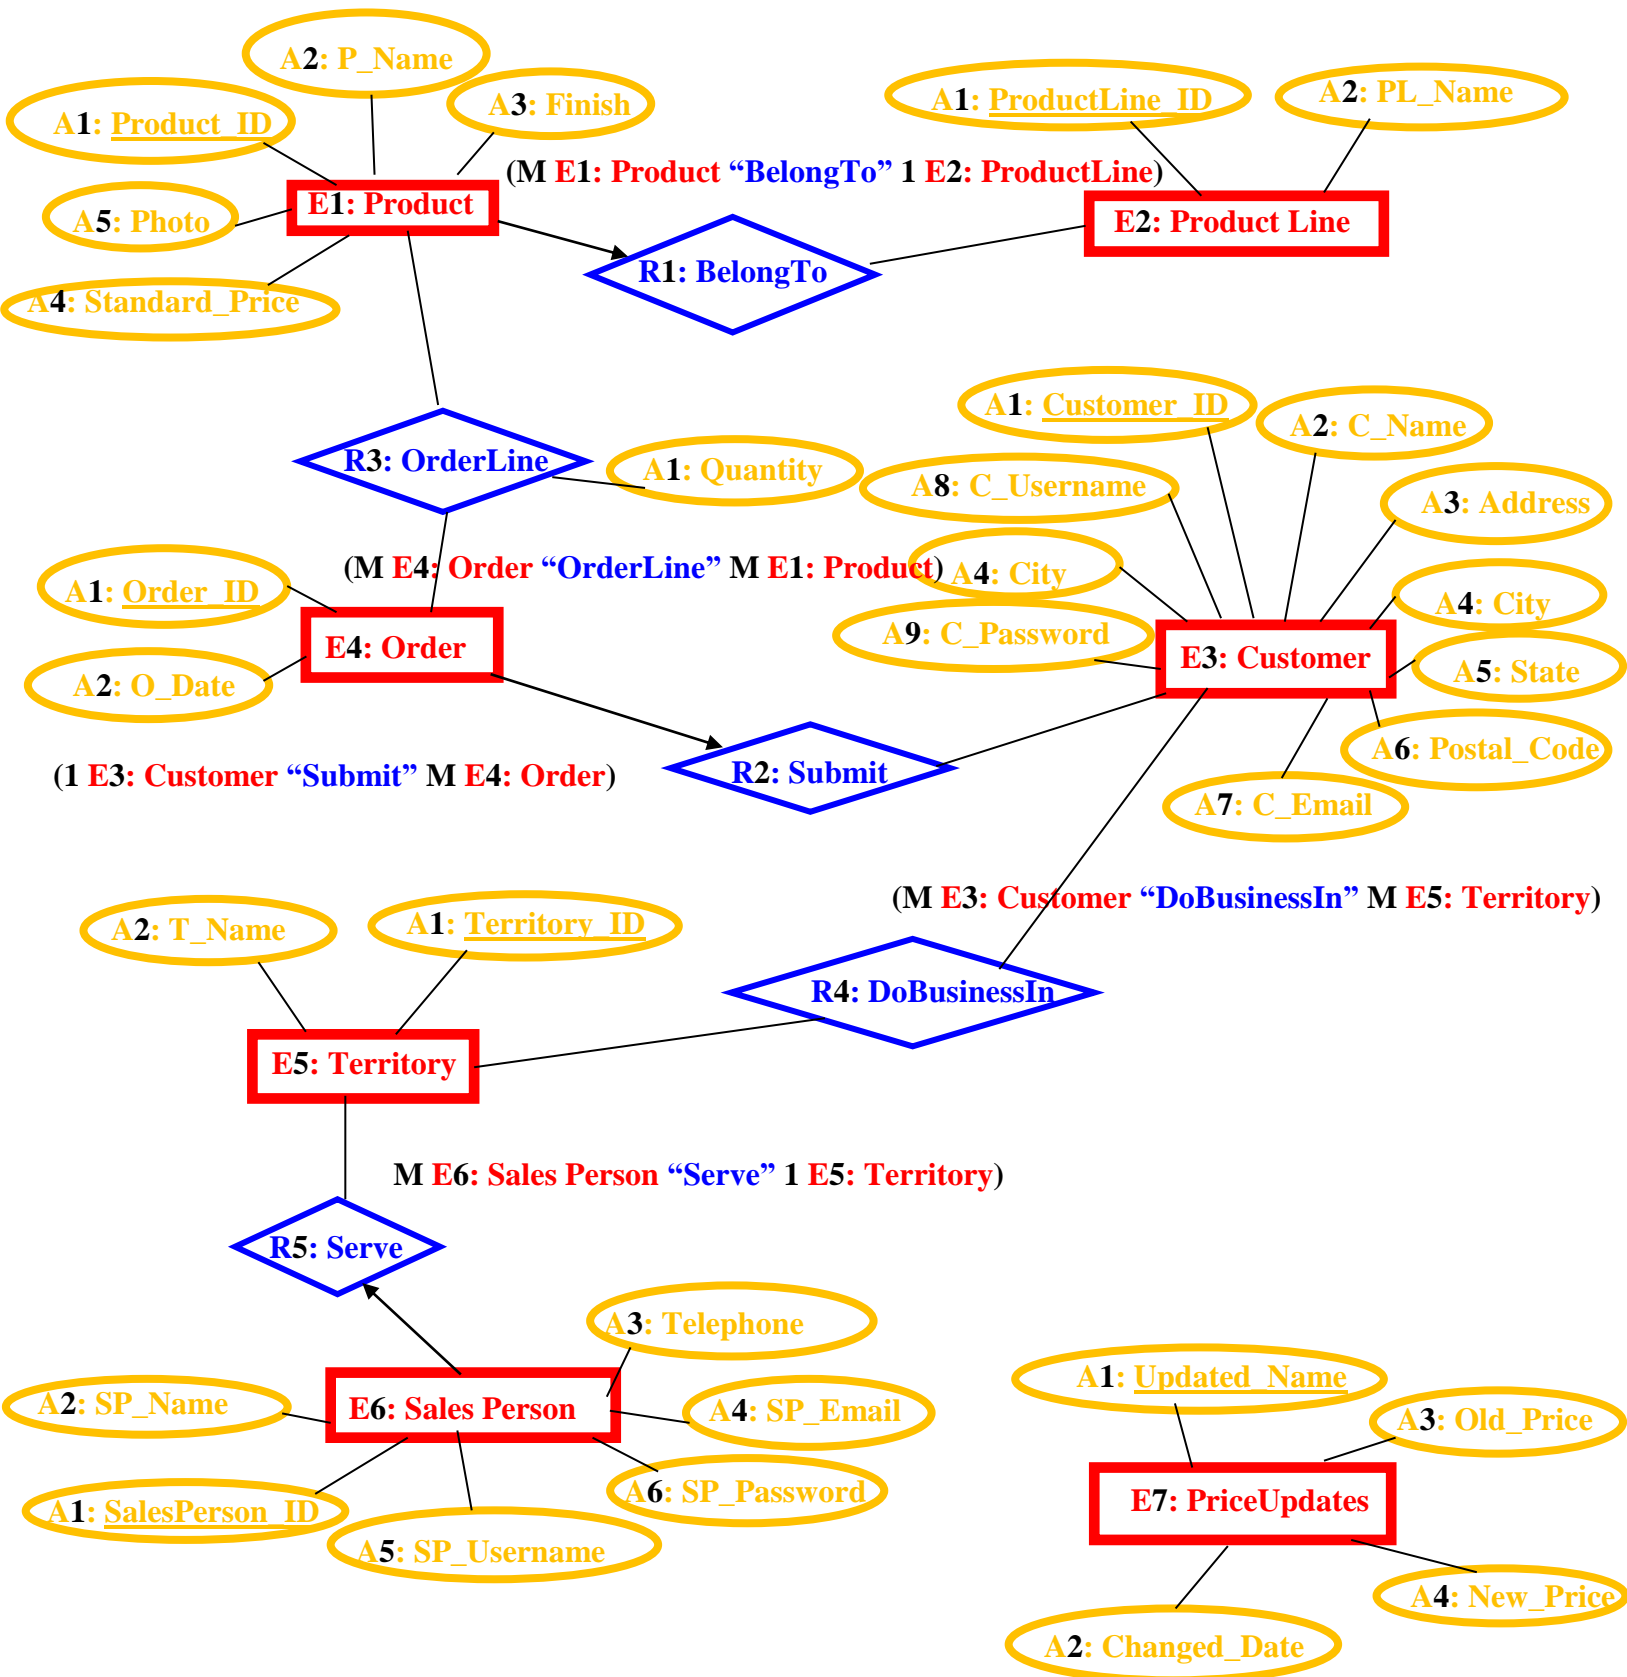 A2: P_Name
A3: Finish
A1: Product_ID
A1: ProductLine_ID
A2: PL_Name
(M E1: Product “BelongTo” 1 E2: ProductLine)
E1: Product
A5: Photo
E2: Product Line
R1: BelongTo
A4: Standard_Price
A1: Customer_ID
A2: C_Name
R3: OrderLine
A1: Quantity
A8: C_Username
A3: Address
(M E4: Order “OrderLine” M E1: Product)
A4: City
A1: Order_ID
A4: City
A9: C_Password
E4: Order
E3: Customer
A5: State
A2: O_Date
A6: Postal_Code
(1 E3: Customer “Submit” M E4: Order)
R2: Submit
A7: C_Email
(M E3: Customer “DoBusinessIn” M E5: Territory)
A2: T_Name
A1: Territory_ID
R4: DoBusinessIn
E5: Territory
M E6: Sales Person “Serve” 1 E5: Territory)
R5: Serve
A3: Telephone
A1: Updated_Name
A2: SP_Name
E6: Sales Person
A4: SP_Email
A3: Old_Price
A6: SP_Password
E7: PriceUpdates
A1: SalesPerson_ID
A5: SP_Username
A4: New_Price
A2: Changed_Date